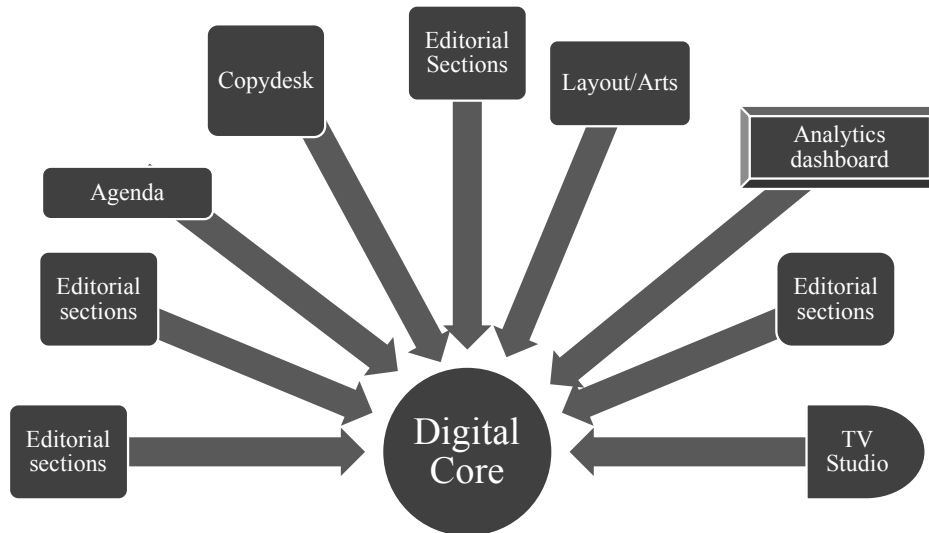 Editorial
Sections
Copydesk
Layout/Arts
Analytics
dashboard
Agenda
Editorial
sections
Editorial
sections
Editorial
sections
Digital
Core
TV
Studio